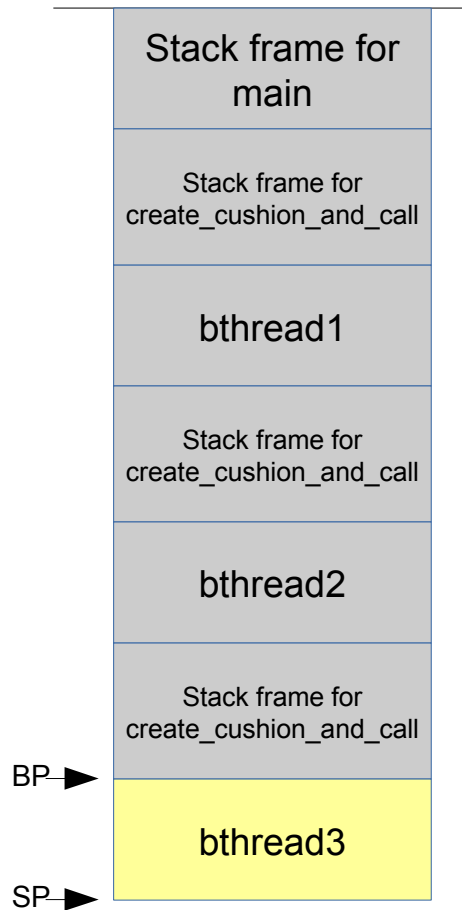 Stack frame for
main
Stack frame for
create_cushion_and_call
bthread1
Stack frame for
create_cushion_and_call
bthread2
Stack frame for
create_cushion_and_call
BP
bthread3
SP